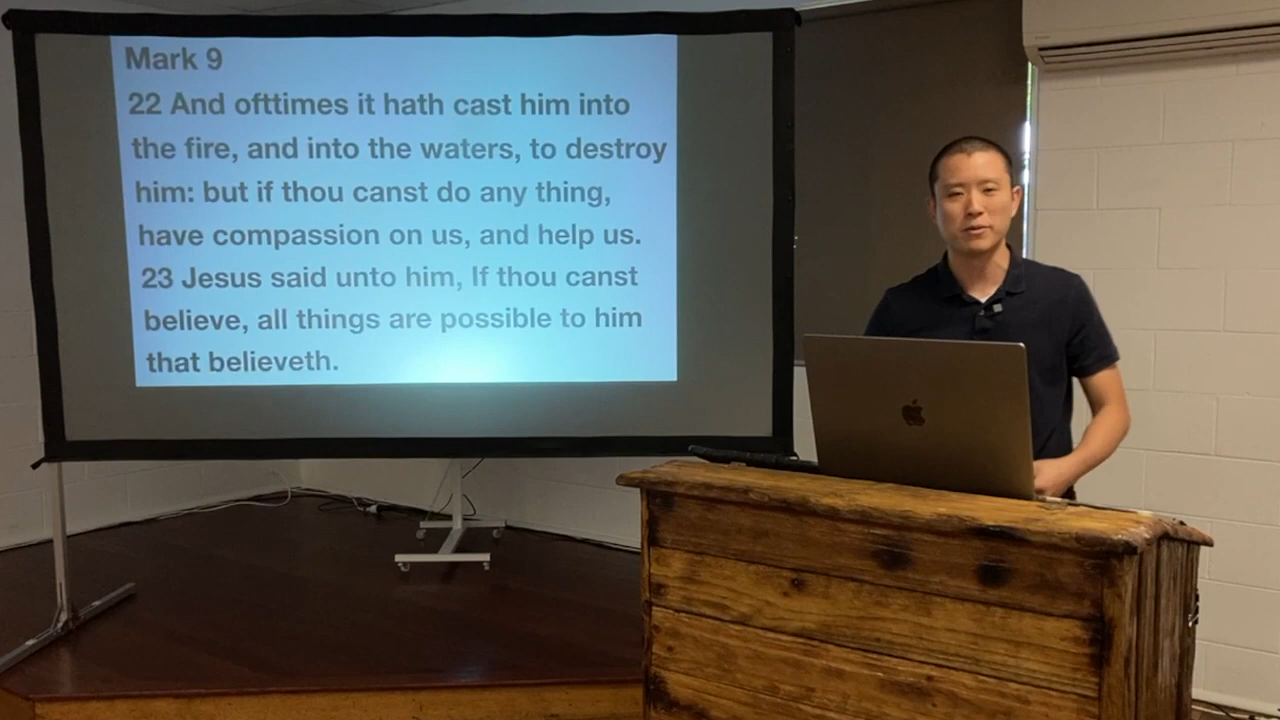 Mark 9
22 And ofttimes it hath cast him into
the fire, and into the waters, to destroy
him: but if thou canst do any thing,
have compassion on us, and help us.
23 Jesus said unto him, If thou canst
believe, all things are possible to him
that believeth.